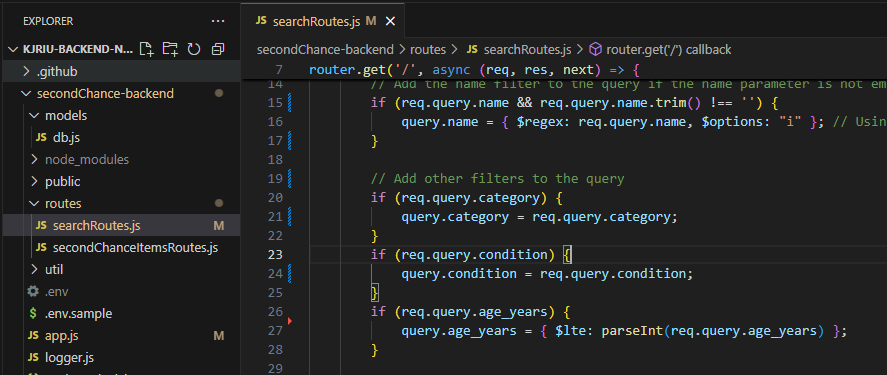 EXPLORER
KJRIU-BACKEND-N...
.github
secondChance-backend
models
JS db.js
node_modules
public
routes
JS searchRoutes.js M
JS secondChanceItemsRoutes.js
util
.env
$ .env.sample
JS app.js M
JS logger.js
JS searchRoutes.js M
secondChance-backend > routes > JS searchRoutes.js > router.get('/') callback
7 router.get('/', async (req, res, next) => {
14 // Add the name filter to the query if the name parameter is not em
15 if (req.query.name && req.query.name.trim() !== '') {
16 query.name = { $regex: req.query.name, $options: "i" }; // Usin
17 }
18
19 // Add other filters to the query
20 if (req.query.category) {
21 query.category = req.query.category;
22 }
23 if (req.query.condition) {
24 query.condition = req.query.condition;
25 }
26 if (req.query.age_years) {
27 query.age_years = { $lte: parseInt(req.query.age_years) };
28 }
29